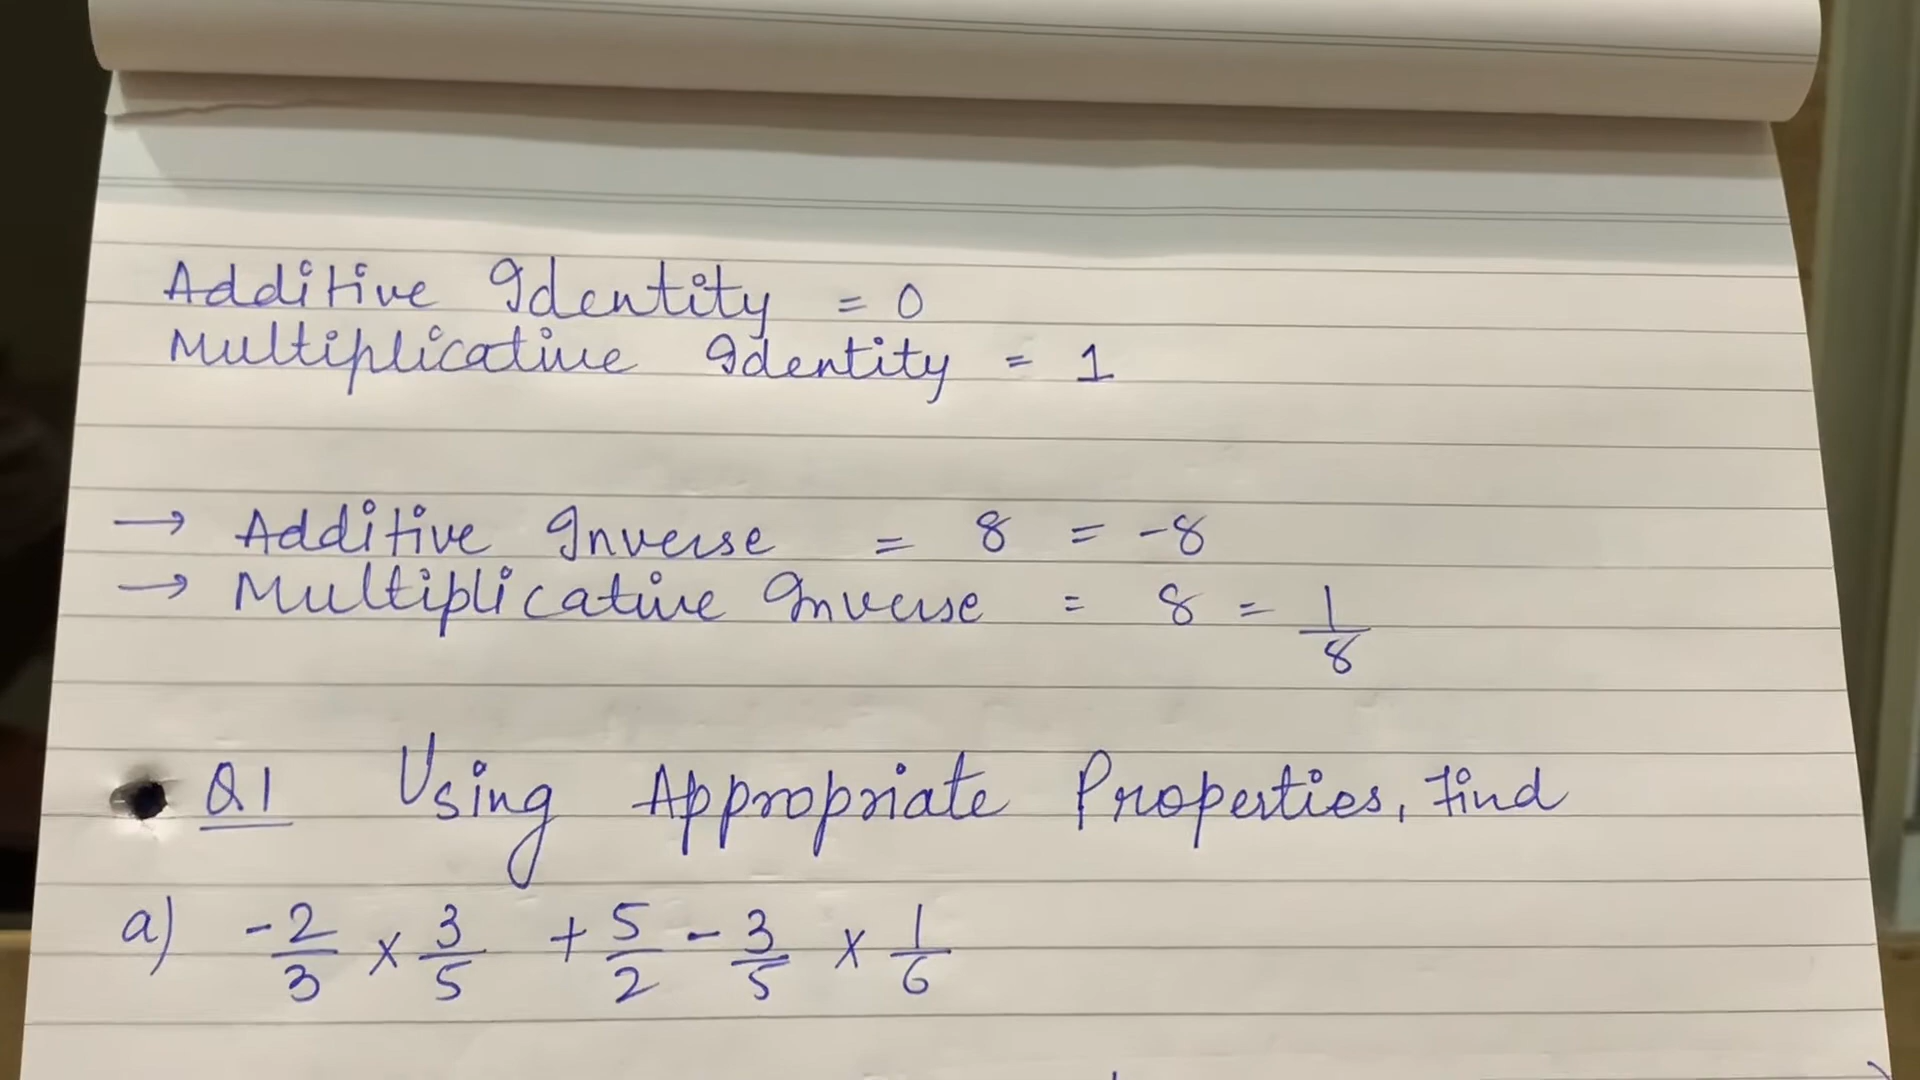 Additive Identity = 0
Multiplicative Identity = 1
→ Additive Inverse = 8 = -8
→ Multiplicative Inverse = 8 = 1/8
Q1 Using Appropriate Properties, find
a) -2/3 × 3/5 + 5/2 - 3/5 × 1/6